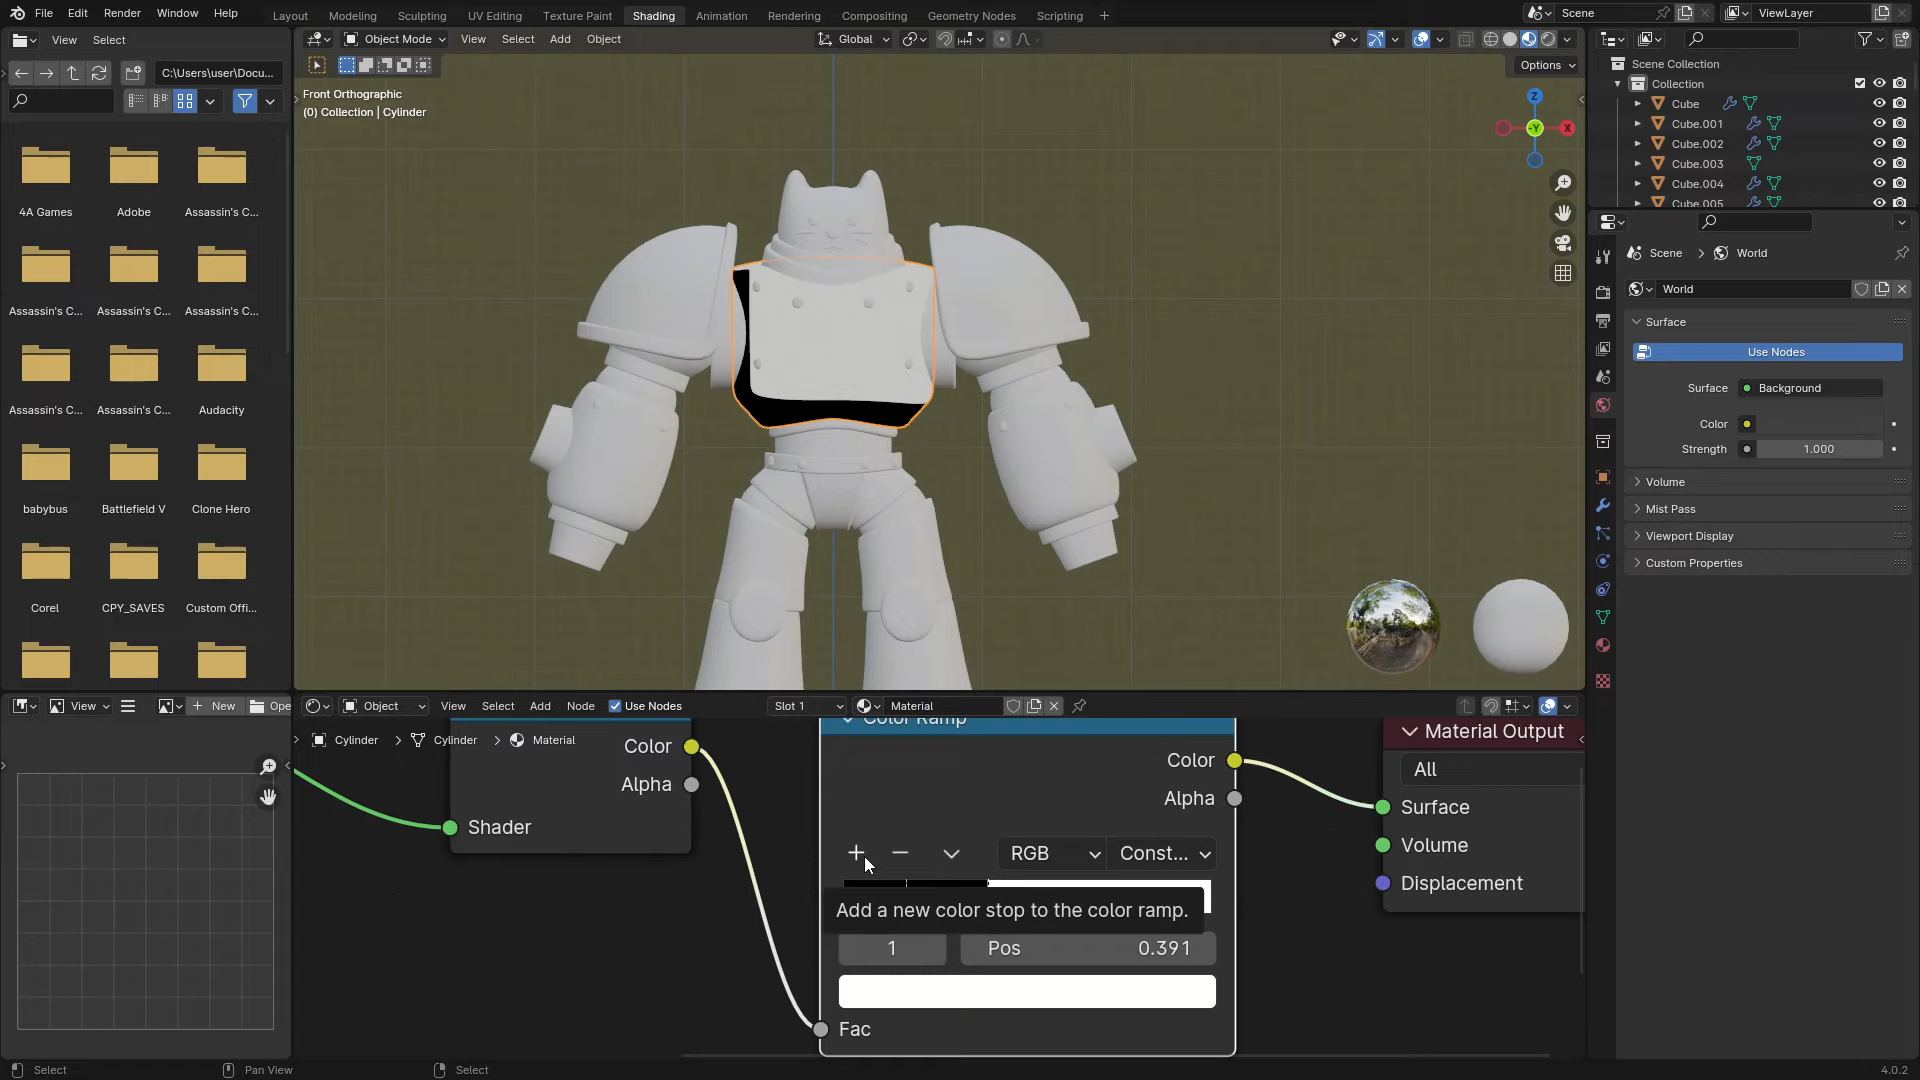 File Edit Render Window Help Layout Modeling Sculpting UV Editing Texture Paint Shading Animation Rendering Compositing Geometry Nodes Scripting + Scene ViewLayer
View Select Object Mode View Select Add Object Global
C:\Users\user\Docu... Options
Front Orthographic
(0) Collection | Cylinder
Z
-Y X
Scene Collection
Collection
Cube
Cube.001
Cube.002
Cube.003
Cube.004
Cube.005
4A Games Adobe Assassin's C...
Assassin's C... Assassin's C... Assassin's C...
Assassin's C... Assassin's C... Audacity
babybus Battlefield V Clone Hero
Corel CPY_SAVES Custom Offi...
Scene > World
World
Surface
Use Nodes
Surface Background
Color
Strength 1.000
Volume
Mist Pass
Viewport Display
Custom Properties
View New Ope
Object View Select Add Node Use Nodes Slot 1 Material
Cylinder > Cylinder > Material
Color
Alpha
Shader
Color Ramp
Color
Alpha
RGB Const...
Add a new color stop to the color ramp.
1 Pos 0.391
Fac
Material Output
All
Surface
Volume
Displacement
Select Pan View Select 4.0.2